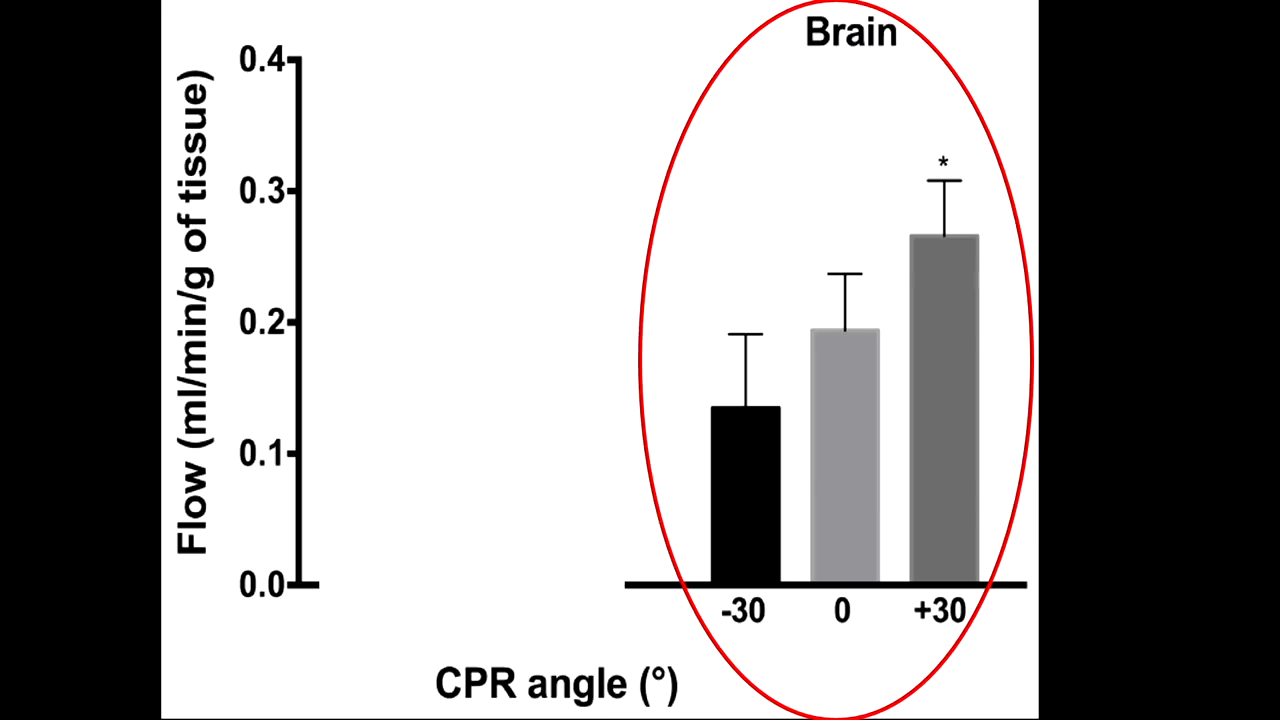 Brain
Flow (ml/min/g of tissue)
0.4
0.3
0.2
0.1
0.0
*
-30 0 +30
CPR angle (°)